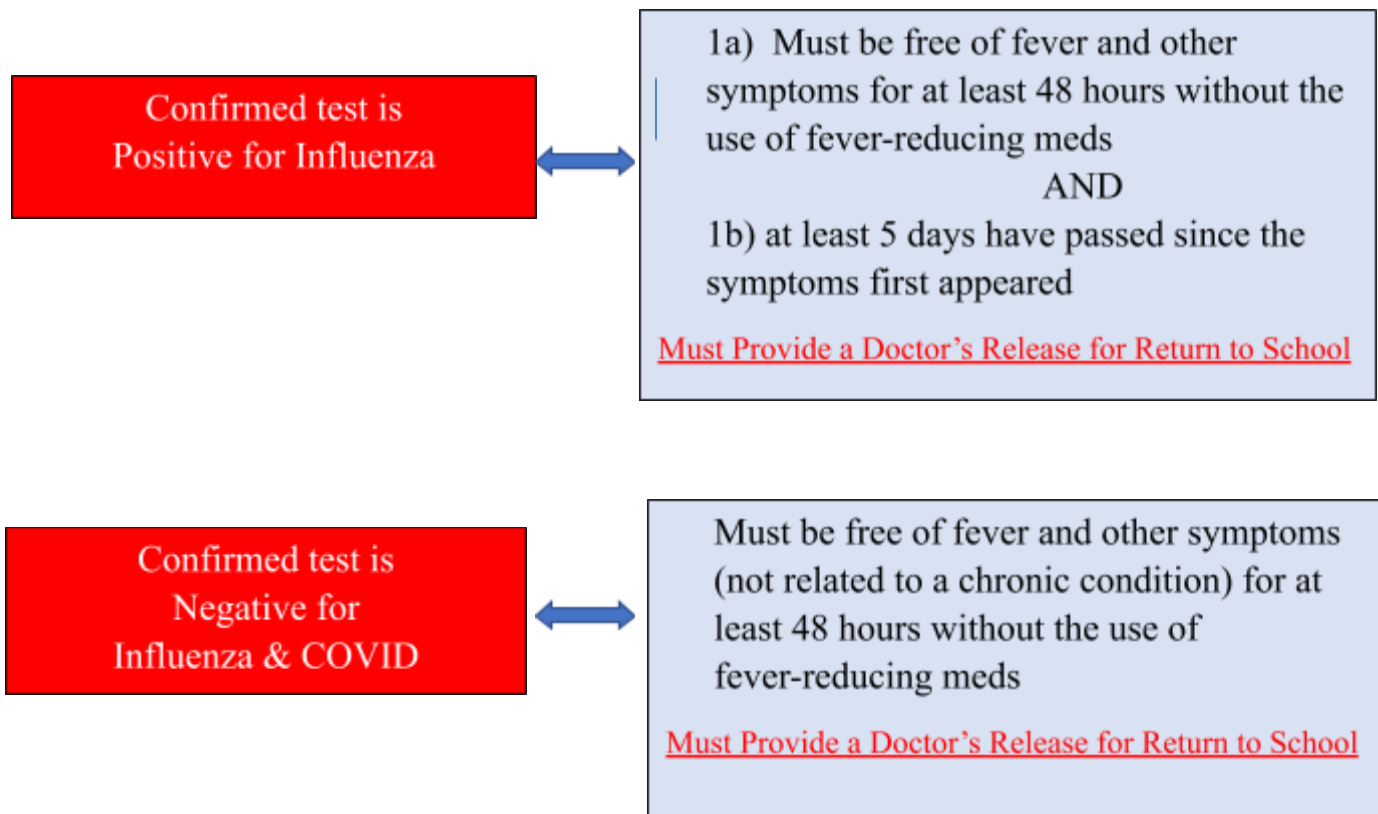 Confirmed test is
Positive for Influenza
1a) Must be free of fever and other
symptoms for at least 48 hours without the
use of fever-reducing meds
AND
1b) at least 5 days have passed since the
symptoms first appeared
Must Provide a Doctor’s Release for Return to School
Confirmed test is
Negative for
Influenza & COVID
Must be free of fever and other symptoms
(not related to a chronic condition) for at
least 48 hours without the use of
fever-reducing meds
Must Provide a Doctor’s Release for Return to School